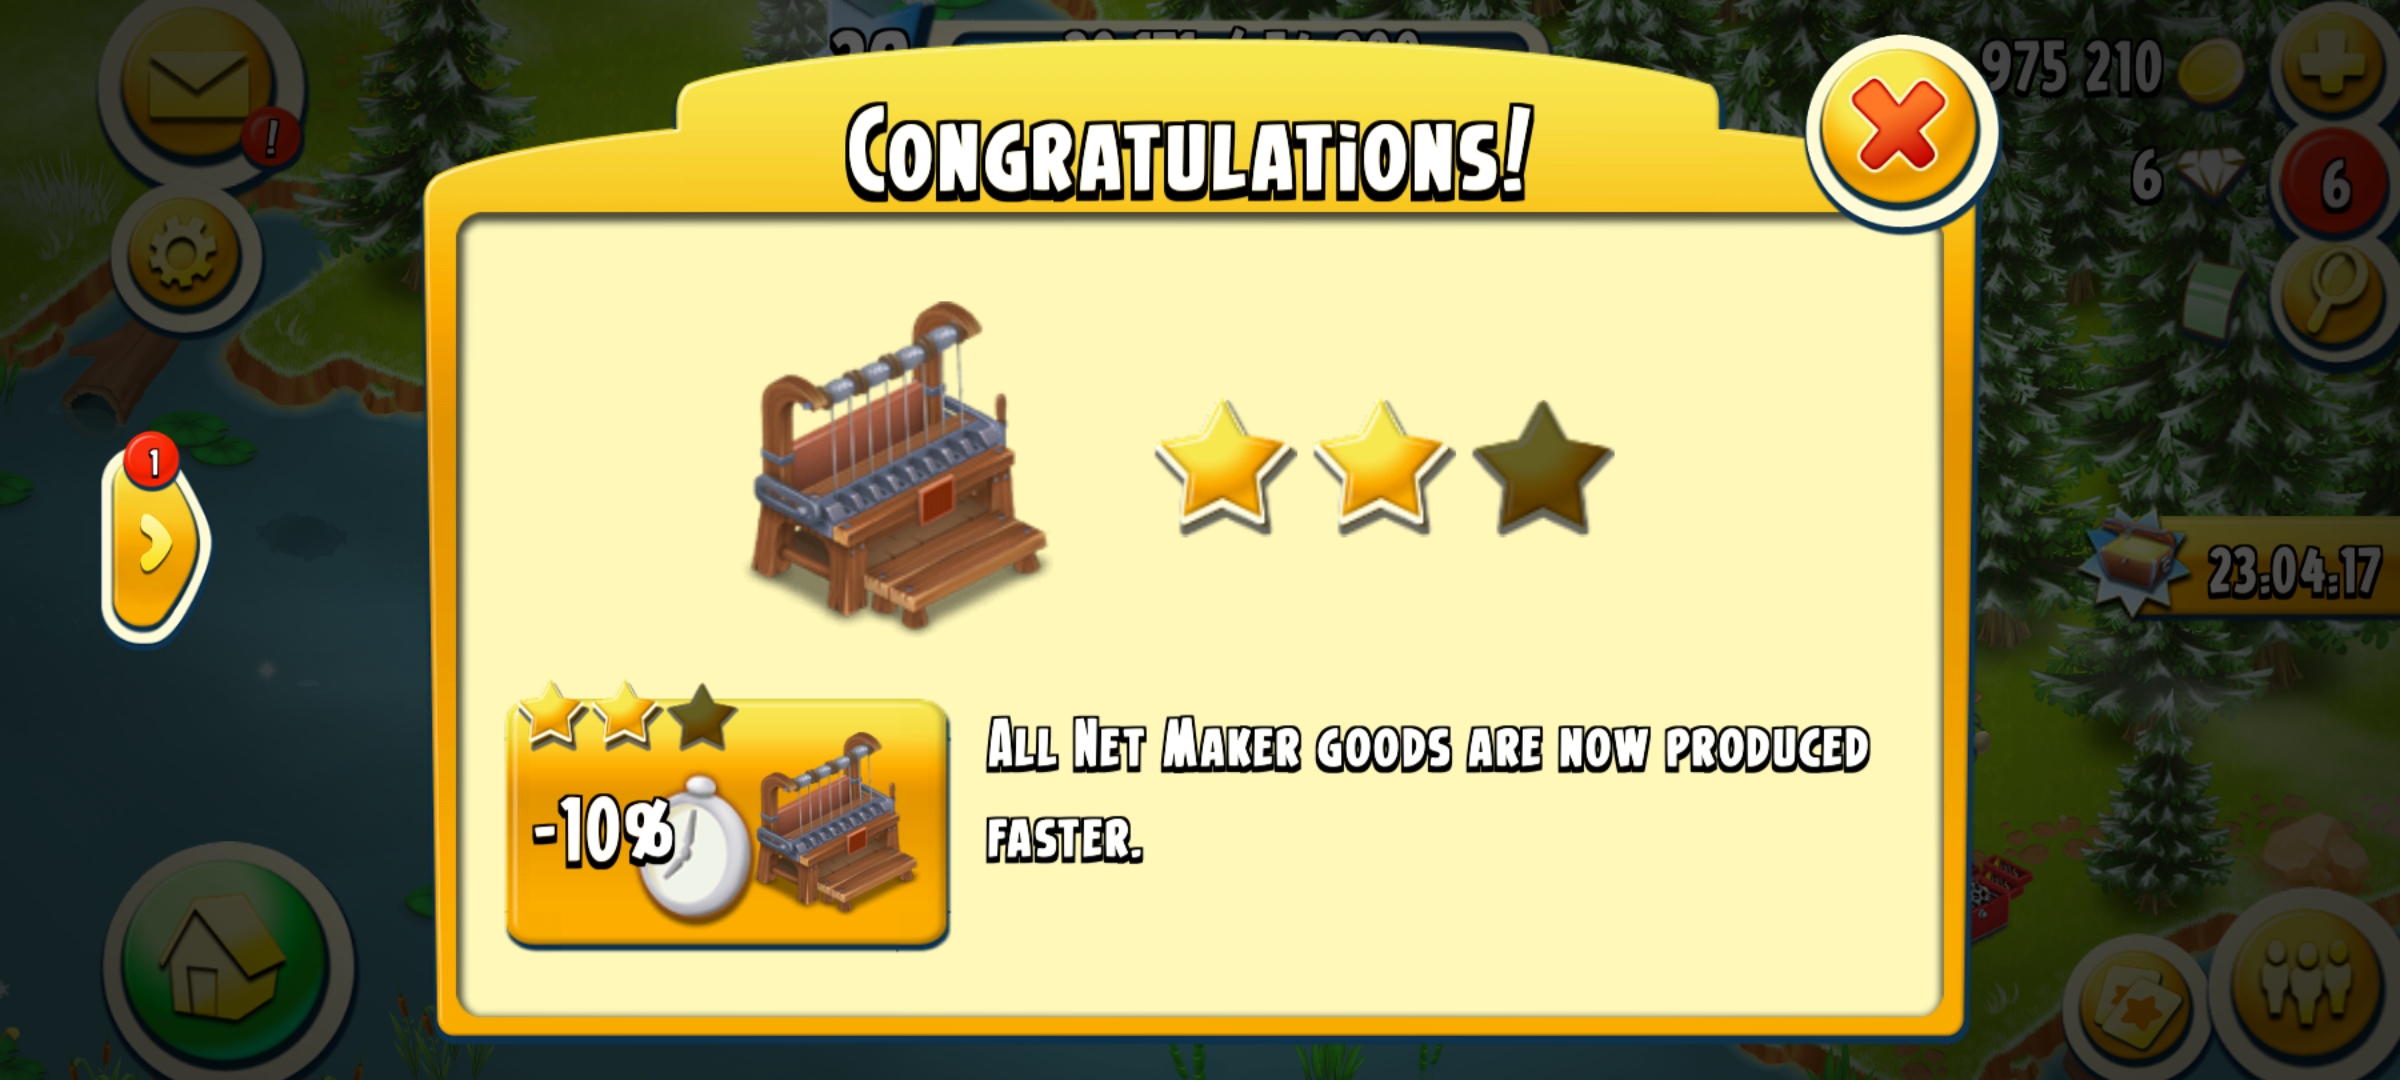 975 210
CONGRATULATIONS!
!
6
6
1
23:04:17
ALL NET MAKER GOODS ARE NOW PRODUCED
FASTER.
-10%